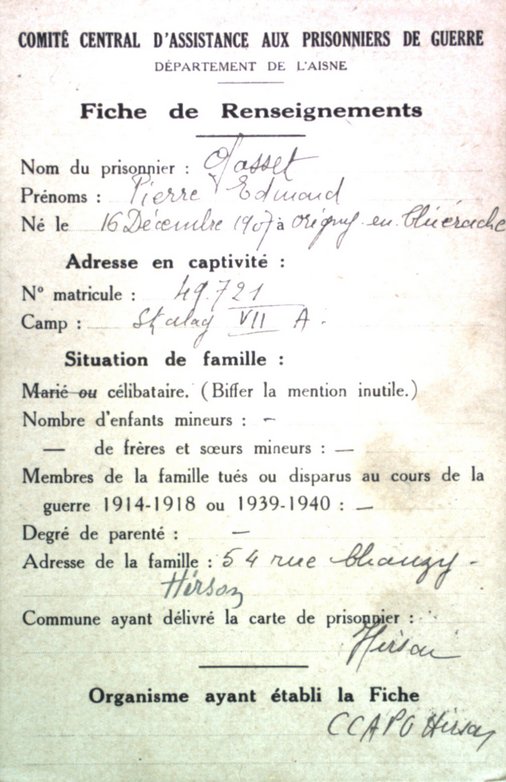 COMITÉ CENTRAL D'ASSISTANCE AUX PRISONNIERS DE GUERRE
DÉPARTEMENT DE L'AISNE
Fiche de Renseignements
Nom du prisonnier :
Prénoms : Pierre Edmond
Né le 16 Décembre 1907 à Origny en Thiérache
Adresse en captivité :
N° matricule : 49.721
Camp : Stalag VII A.
Situation de famille :
Marié ou célibataire. (Biffer la mention inutile.)
Nombre d'enfants mineurs : -
— de frères et sœurs mineurs : —
Membres de la famille tués ou disparus au cours de la
guerre 1914-1918 ou 1939-1940 : —
Degré de parenté : —
Adresse de la famille : 54 rue Chanzy -
Hirson
Commune ayant délivré la carte de prisonnier :
Hirson
Organisme ayant établi la Fiche
CCAPG Hirson